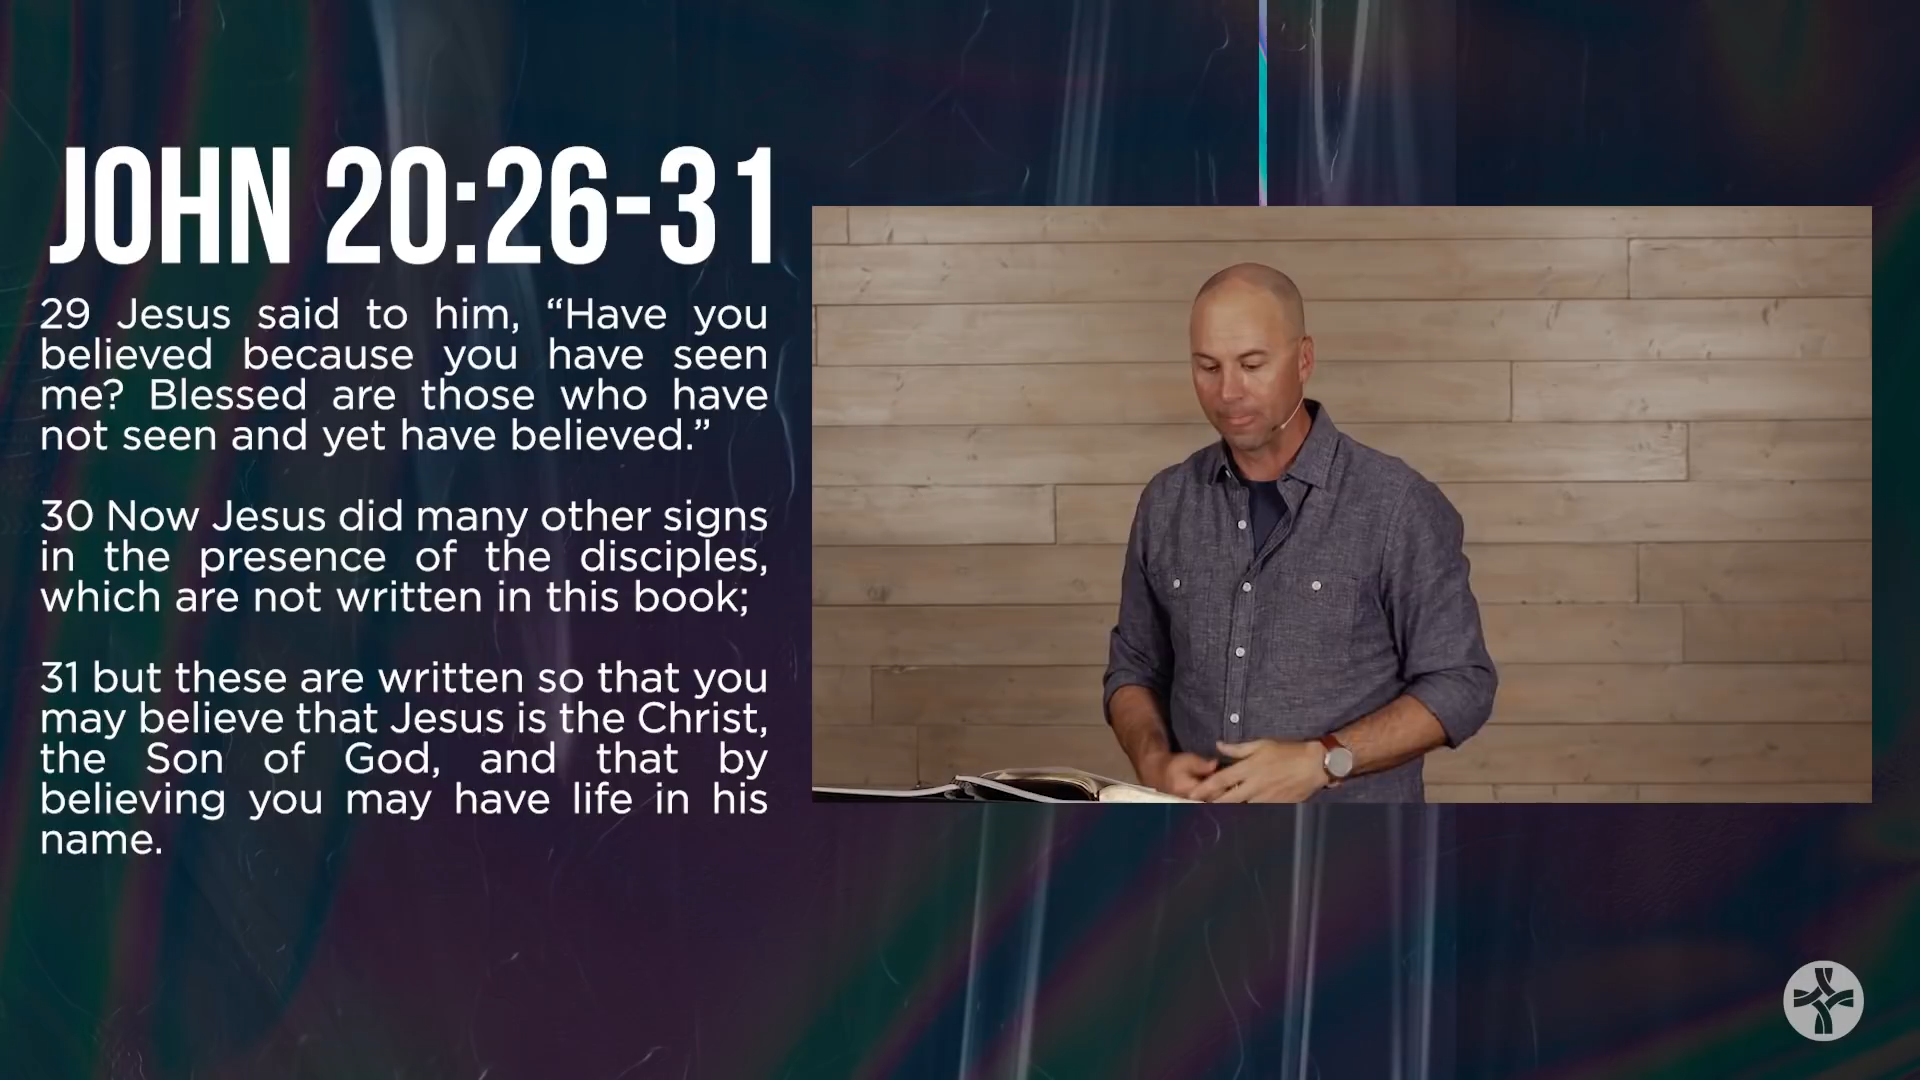 JOHN 20:26-31
29 Jesus said to him, “Have you
believed because you have seen
me? Blessed are those who have
not seen and yet have believed.”
30 Now Jesus did many other signs
in the presence of the disciples,
which are not written in this book;
31 but these are written so that you
may believe that Jesus is the Christ,
the Son of God, and that by
believing you may have life in his
name.